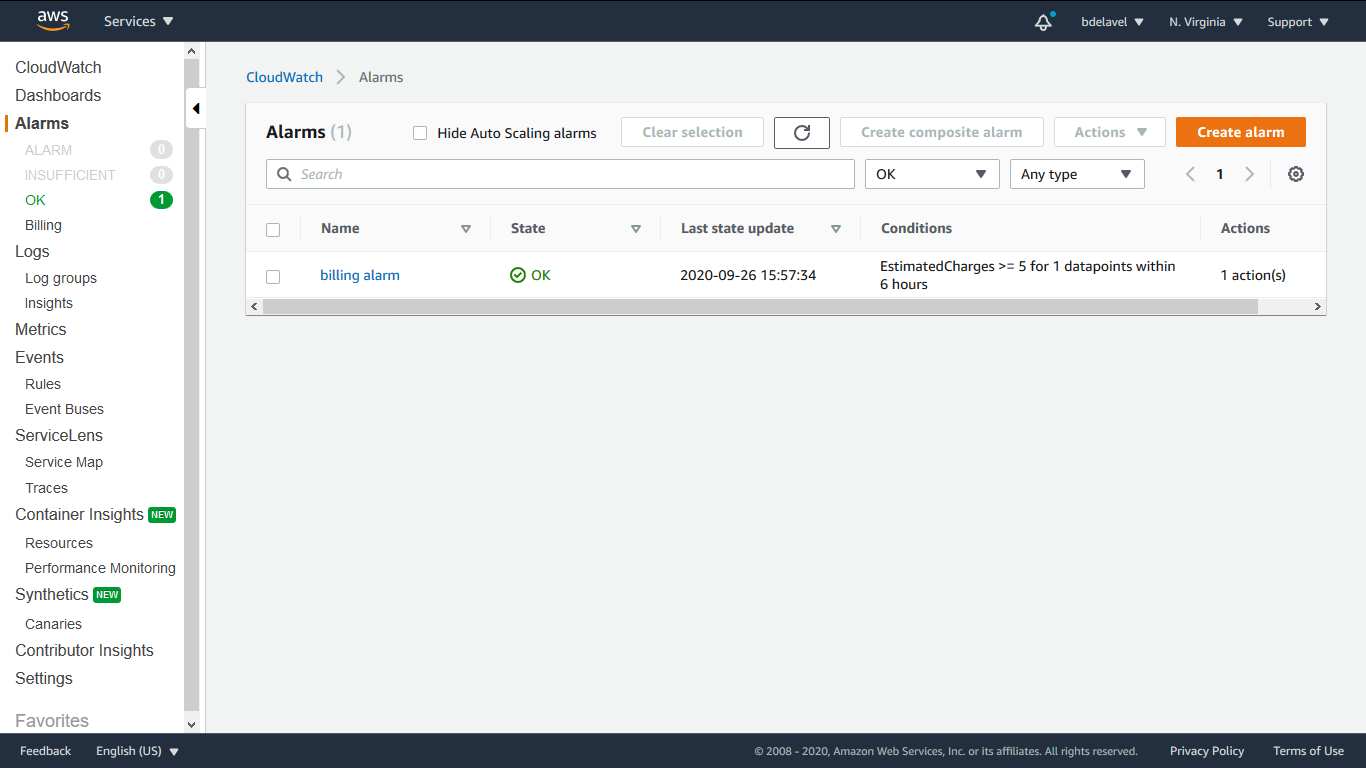 aws Services bdelavel N. Virginia Support
CloudWatch
Dashboards
Alarms
ALARM 0
INSUFFICIENT 0
OK 1
Billing
Logs
Log groups
Insights
Metrics
Events
Rules
Event Buses
ServiceLens
Service Map
Traces
Container Insights NEW
Resources
Performance Monitoring
Synthetics NEW
Canaries
Contributor Insights
Settings
Favorites
CloudWatch Alarms
Alarms (1) Hide Auto Scaling alarms Clear selection Create composite alarm Actions Create alarm
Search OK Any type 1
Name State Last state update Conditions Actions
billing alarm OK 2020-09-26 15:57:34 EstimatedCharges >= 5 for 1 datapoints within 1 action(s)
6 hours
Feedback English (US) © 2008 - 2020, Amazon Web Services, Inc. or its affiliates. All rights reserved. Privacy Policy Terms of Use